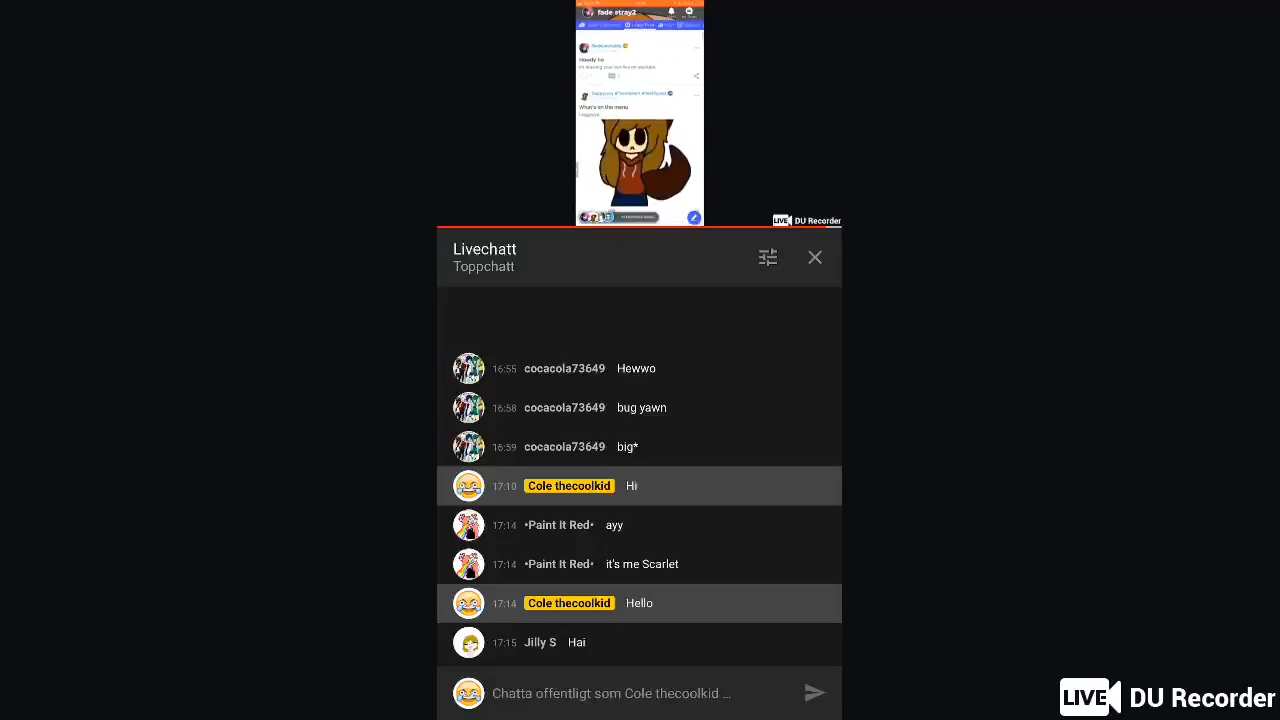 fade stray2
Howdy ho
What's on the menu
LIVE DU Recorder
Livechatt
Toppchatt
16:55 cocacola73649 Hewwo
16:58 cocacola73649 bug yawn
16:59 cocacola73649 big*
17:10 Cole thecoolkid Hi
17:14 •Paint It Red• ayy
17:14 •Paint It Red• it's me Scarlet
17:14 Cole thecoolkid Hello
17:15 Jilly S Hai
Chatta offentligt som Cole thecoolkid ...
LIVE DU Recorder